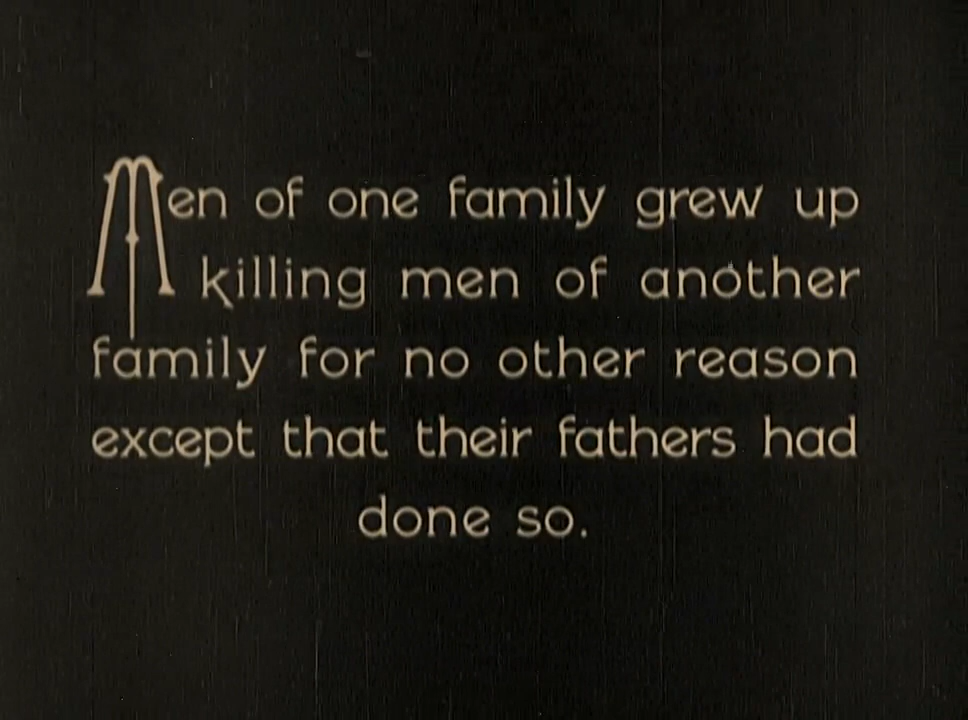 Men of one family grew up
killing men of another
family for no other reason
except that their fathers had
done so.